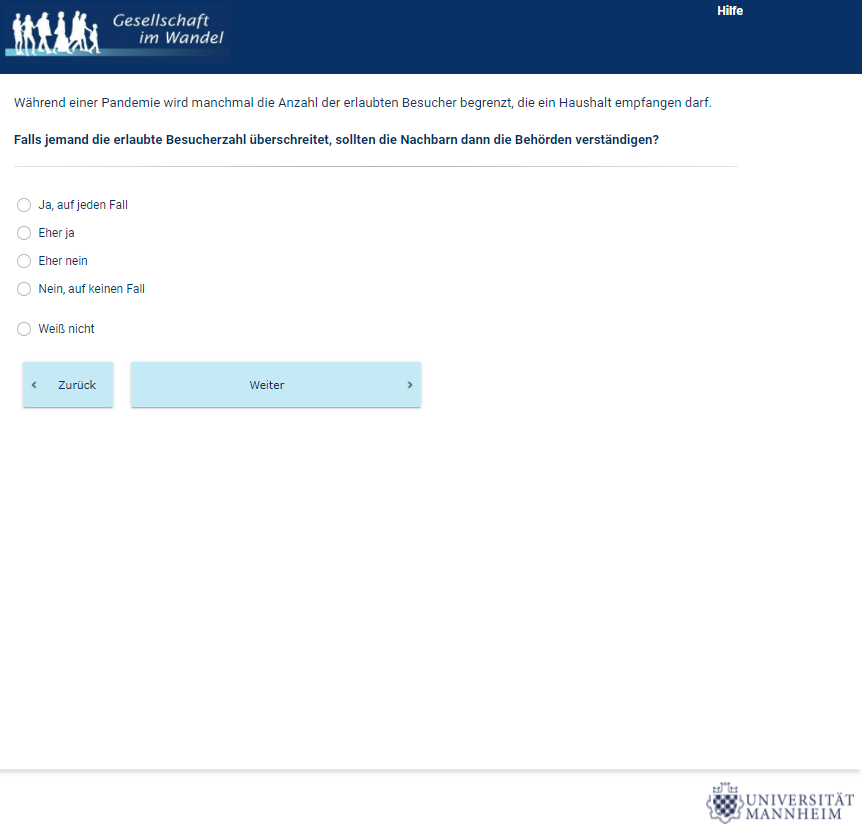 Gesellschaft
im Wandel
Hilfe
Während einer Pandemie wird manchmal die Anzahl der erlaubten Besucher begrenzt, die ein Haushalt empfangen darf.
Falls jemand die erlaubte Besucherzahl überschreitet, sollten die Nachbarn dann die Behörden verständigen?
Ja, auf jeden Fall
Eher ja
Eher nein
Nein, auf keinen Fall
Weiß nicht
Zurück
Weiter
UNIVERSITÄT
MANNHEIM